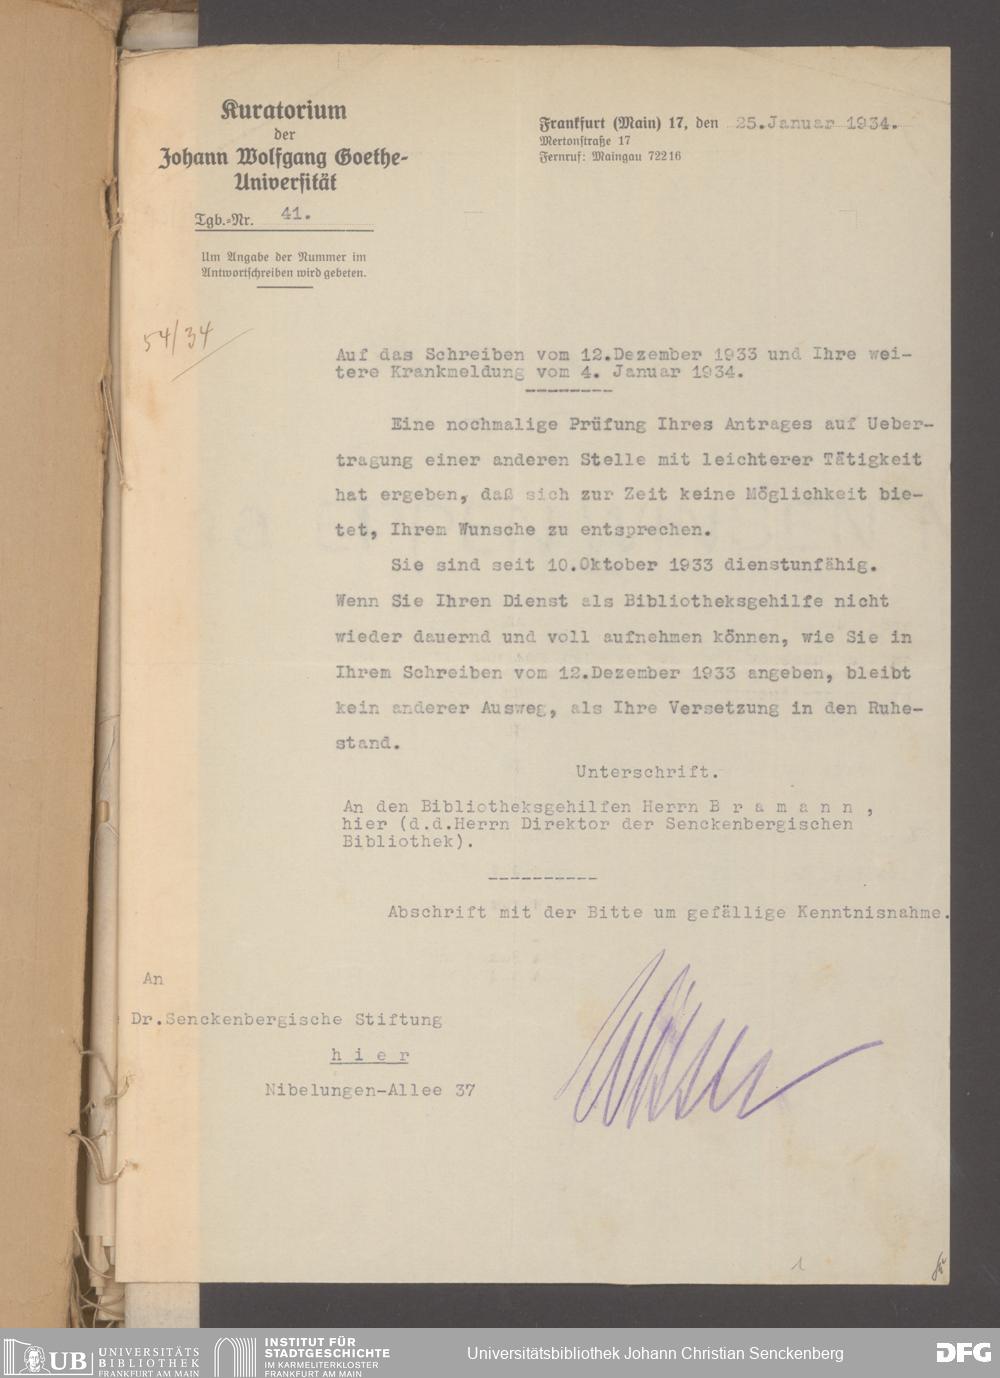 Kuratorium
der
Johann Wolfgang Goethe-
Universität
Tgb.-Nr. 41.
Um Angabe der Nummer im
Antwortschreiben wird gebeten.
Frankfurt (Main) 17, den 25.Januar 1934.
Mertonstraße 17
Fernruf: Maingau 72216
54/34
Auf das Schreiben vom 12.Dezember 1933 und Ihre wei-
tere Krankmeldung vom 4. Januar 1934.
Eine nochmalige Prüfung Ihres Antrages auf Ueber-
tragung einer anderen Stelle mit leichterer Tätigkeit
hat ergeben, daß sich zur Zeit keine Möglichkeit bie-
tet, Ihrem Wunsche zu entsprechen.
Sie sind seit 10.Oktober 1933 dienstunfähig.
Wenn Sie Ihren Dienst als Bibliotheksgehilfe nicht
wieder dauernd und voll aufnehmen können, wie Sie in
Ihrem Schreiben vom 12.Dezember 1933 angeben, bleibt
kein anderer Ausweg, als Ihre Versetzung in den Ruhe-
stand.
Unterschrift.
An den Bibliotheksgehilfen Herrn B r a m a n n ,
hier (d.d.Herrn Direktor der Senckenbergischen
Bibliothek).
Abschrift mit der Bitte um gefällige Kenntnisnahme.
An
Dr.Senckenbergische Stiftung
h i e r
Nibelungen-Allee 37
1
UB UNIVERSITÄTS
BIBLIOTHEK
FRANKFURT AM MAIN
INSTITUT FÜR
STADTGESCHICHTE
IM KARMELITERKLOSTER
FRANKFURT AM MAIN
Universitätsbibliothek Johann Christian Senckenberg
DFG